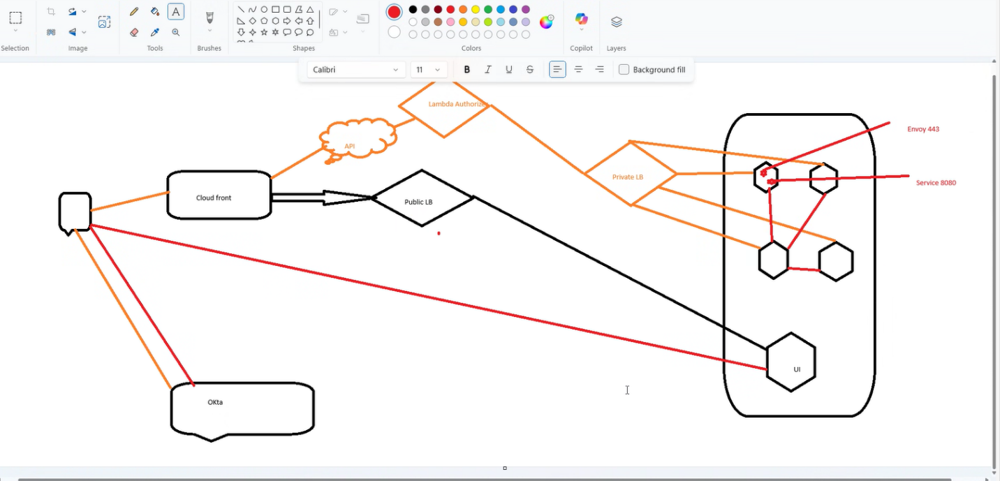 Selection
Image
Tools
Brushes
Shapes
Colors
Copilot
Layers
A
Calibri
11
B
I
U
S
Background fill
Lambda Authorize
API
Envoy 443
Private LB
Service 8080
Cloud front
Public LB
UI
OKta